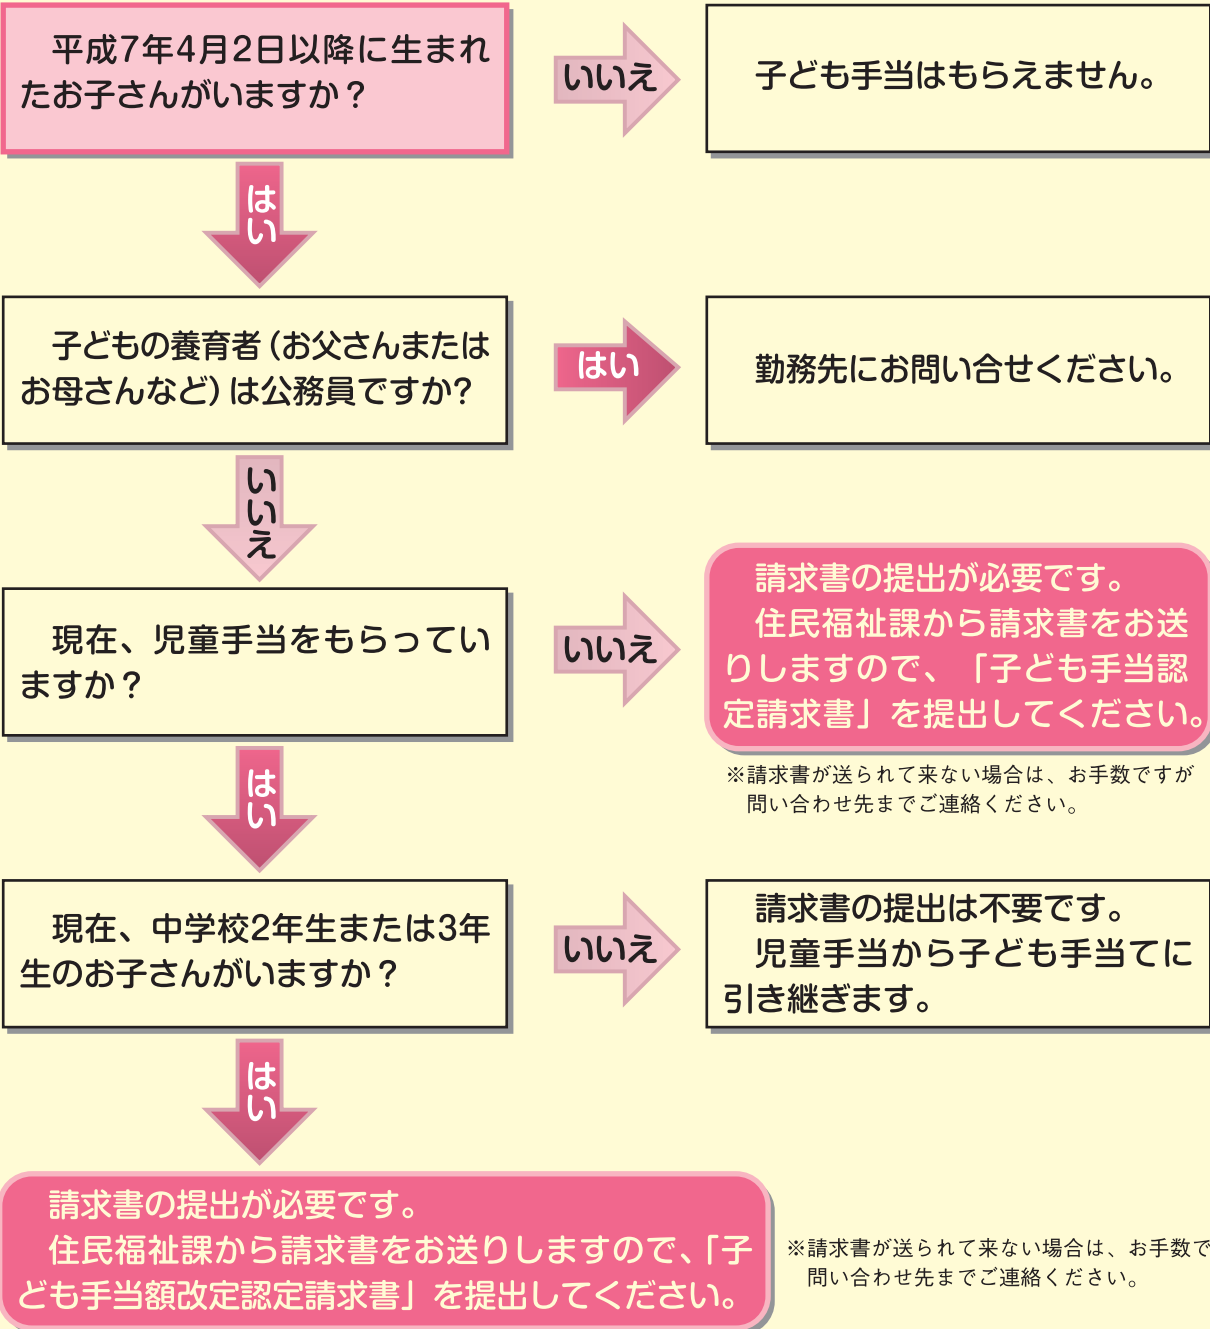 平成7年4月2日以降に生まれ
たお子さんがいますか？
いいえ
子ども手当はもらえません。
はい
子どもの養育者（お父さんまたは
お母さんなど）は公務員ですか?
はい
勤務先にお問い合せください。
いいえ
現在、児童手当をもらってい
ますか？
いいえ
請求書の提出が必要です。
住民福祉課から請求書をお送
りしますので、「子ども手当認
定請求書」を提出してください。
※請求書が送られて来ない場合は、お手数ですが
問い合わせ先までご連絡ください。
はい
現在、中学校2年生または3年
生のお子さんがいますか？
いいえ
請求書の提出は不要です。
児童手当から子ども手当てに
引き継ぎます。
はい
請求書の提出が必要です。
住民福祉課から請求書をお送りしますので、「子
ども手当額改定認定請求書」を提出してください。
※請求書が送られて来ない場合は、お手数で
問い合わせ先までご連絡ください。